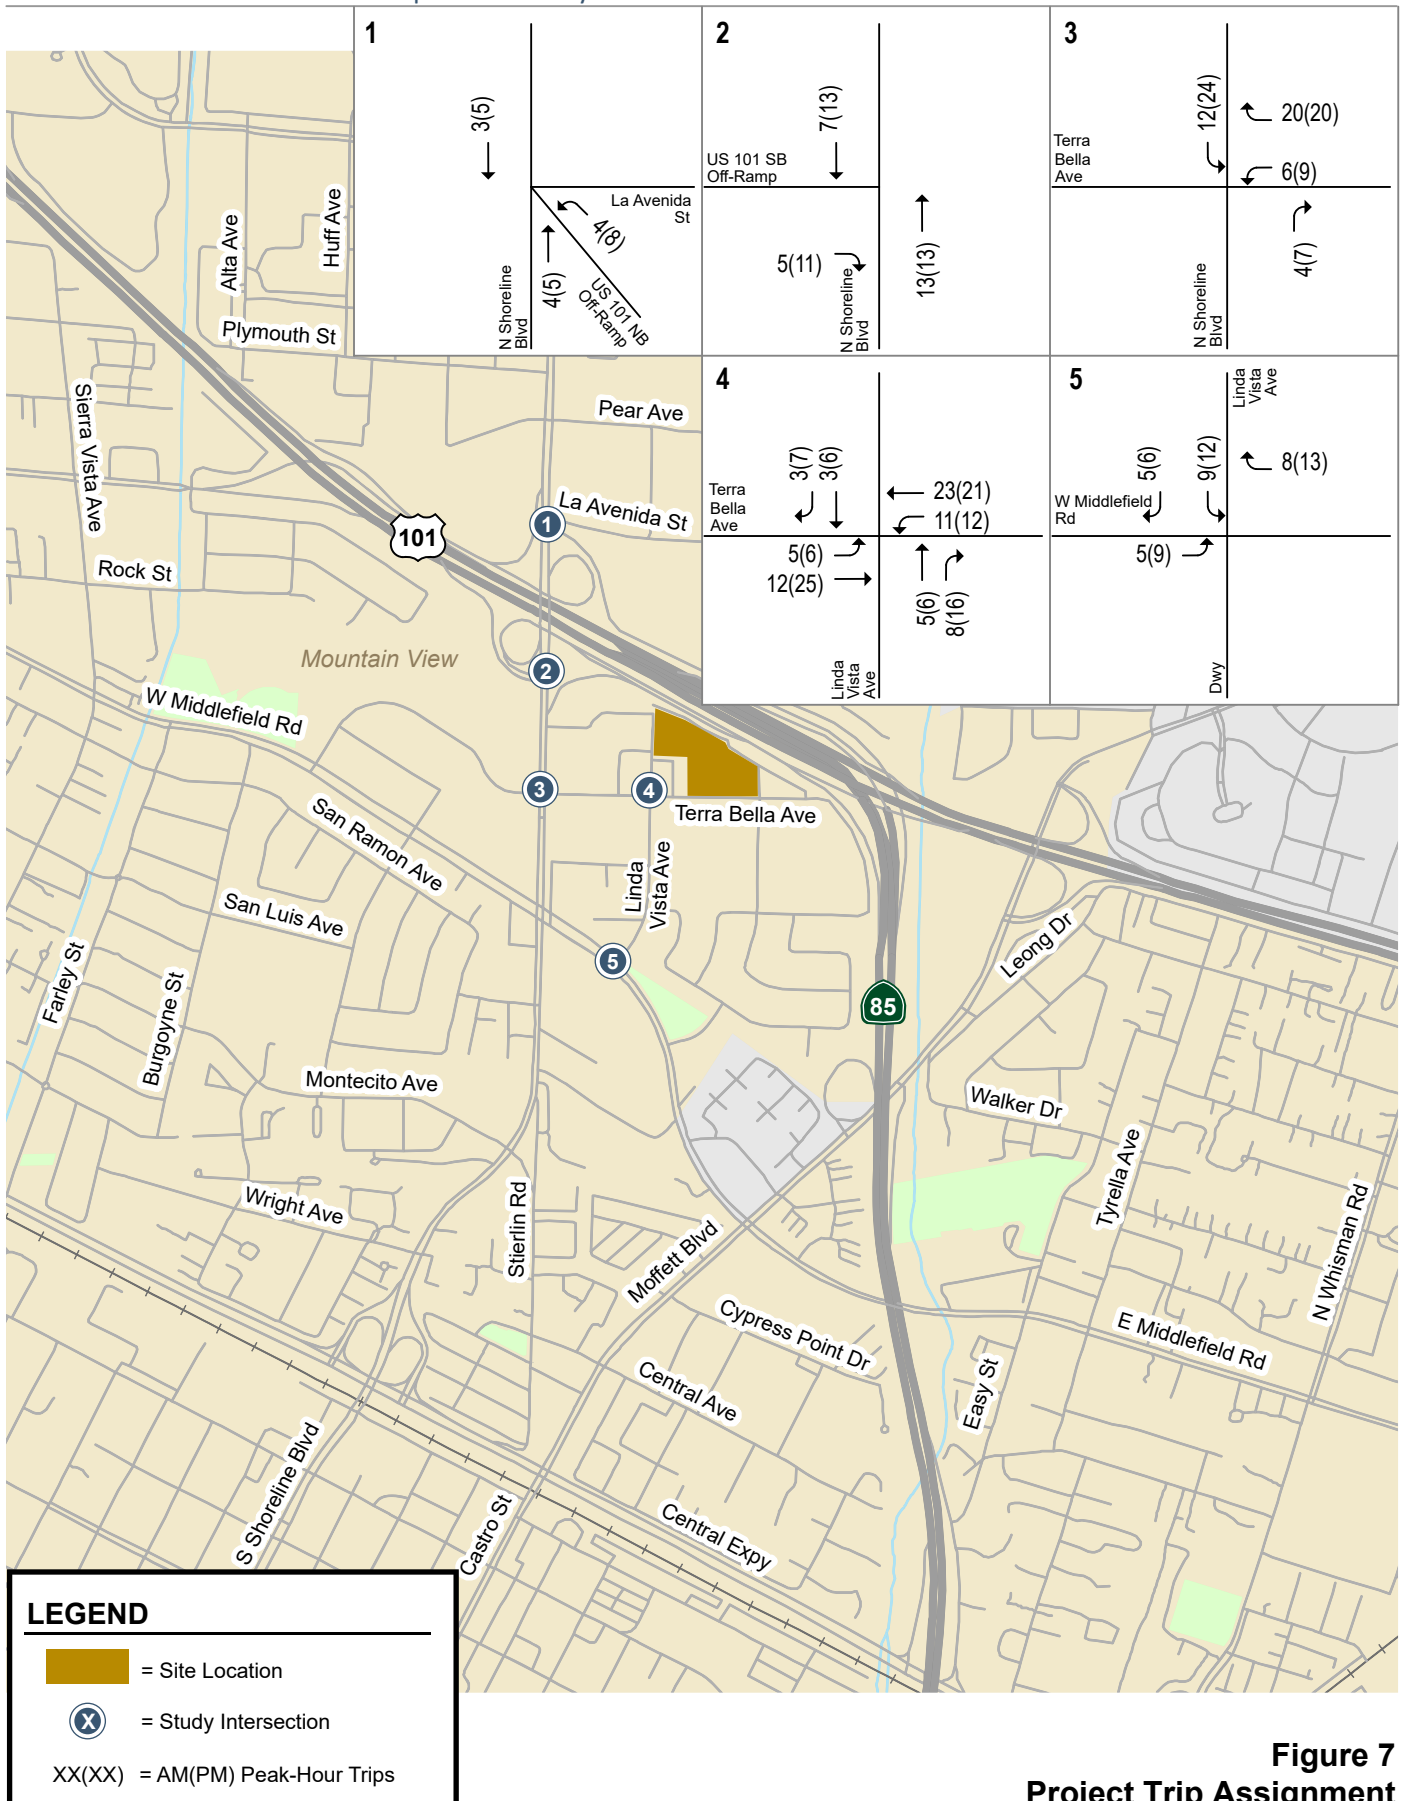 1
3(5)
La Avenida
St
4(8)
4(5)
US 101 NB
Off-Ramp
N Shoreline
Blvd
2
7(13)
US 101 SB
Off-Ramp
5(11)
13(13)
N Shoreline
Blvd
3
12(24)
20(20)
Terra
Bella
Ave
6(9)
4(7)
N Shoreline
Blvd
4
3(7)
3(6)
23(21)
Terra
Bella
Ave
11(12)
5(6)
12(25)
5(6)
8(16)
Linda
Vista
Ave
5
Linda
Vista
Ave
5(6)
9(12)
8(13)
W Middlefield
Rd
5(9)
Dwy
Alta Ave
Huff Ave
Plymouth St
Sierra Vista Ave
Pear Ave
La Avenida St
1
101
Rock St
Mountain View
2
W Middlefield Rd
3
4
Terra Bella Ave
San Ramon Ave
Linda
Vista Ave
San Luis Ave
5
Leong Dr
Farley St
Burgoyne St
85
Montecito Ave
Walker Dr
Tyrella Ave
Wright Ave
Stierlin Rd
Moffett Blvd
N Whisman Rd
Cypress Point Dr
E Middlefield Rd
Central Ave
Easy St
S Shoreline Blvd
Castro St
Central Expy
LEGEND
= Site Location
X
= Study Intersection
XX(XX) = AM(PM) Peak-Hour Trips
Figure 7
Project Trip Assignment